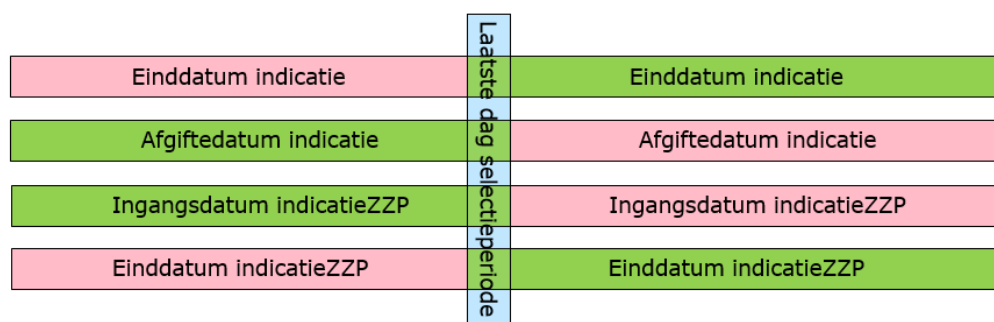 Laatste dag selectieperiode
Einddatum indicatie
Einddatum indicatie
Afgiftedatum indicatie
Afgiftedatum indicatie
Ingangsdatum indicatieZZP
Ingangsdatum indicatieZZP
Einddatum indicatieZZP
Einddatum indicatieZZP